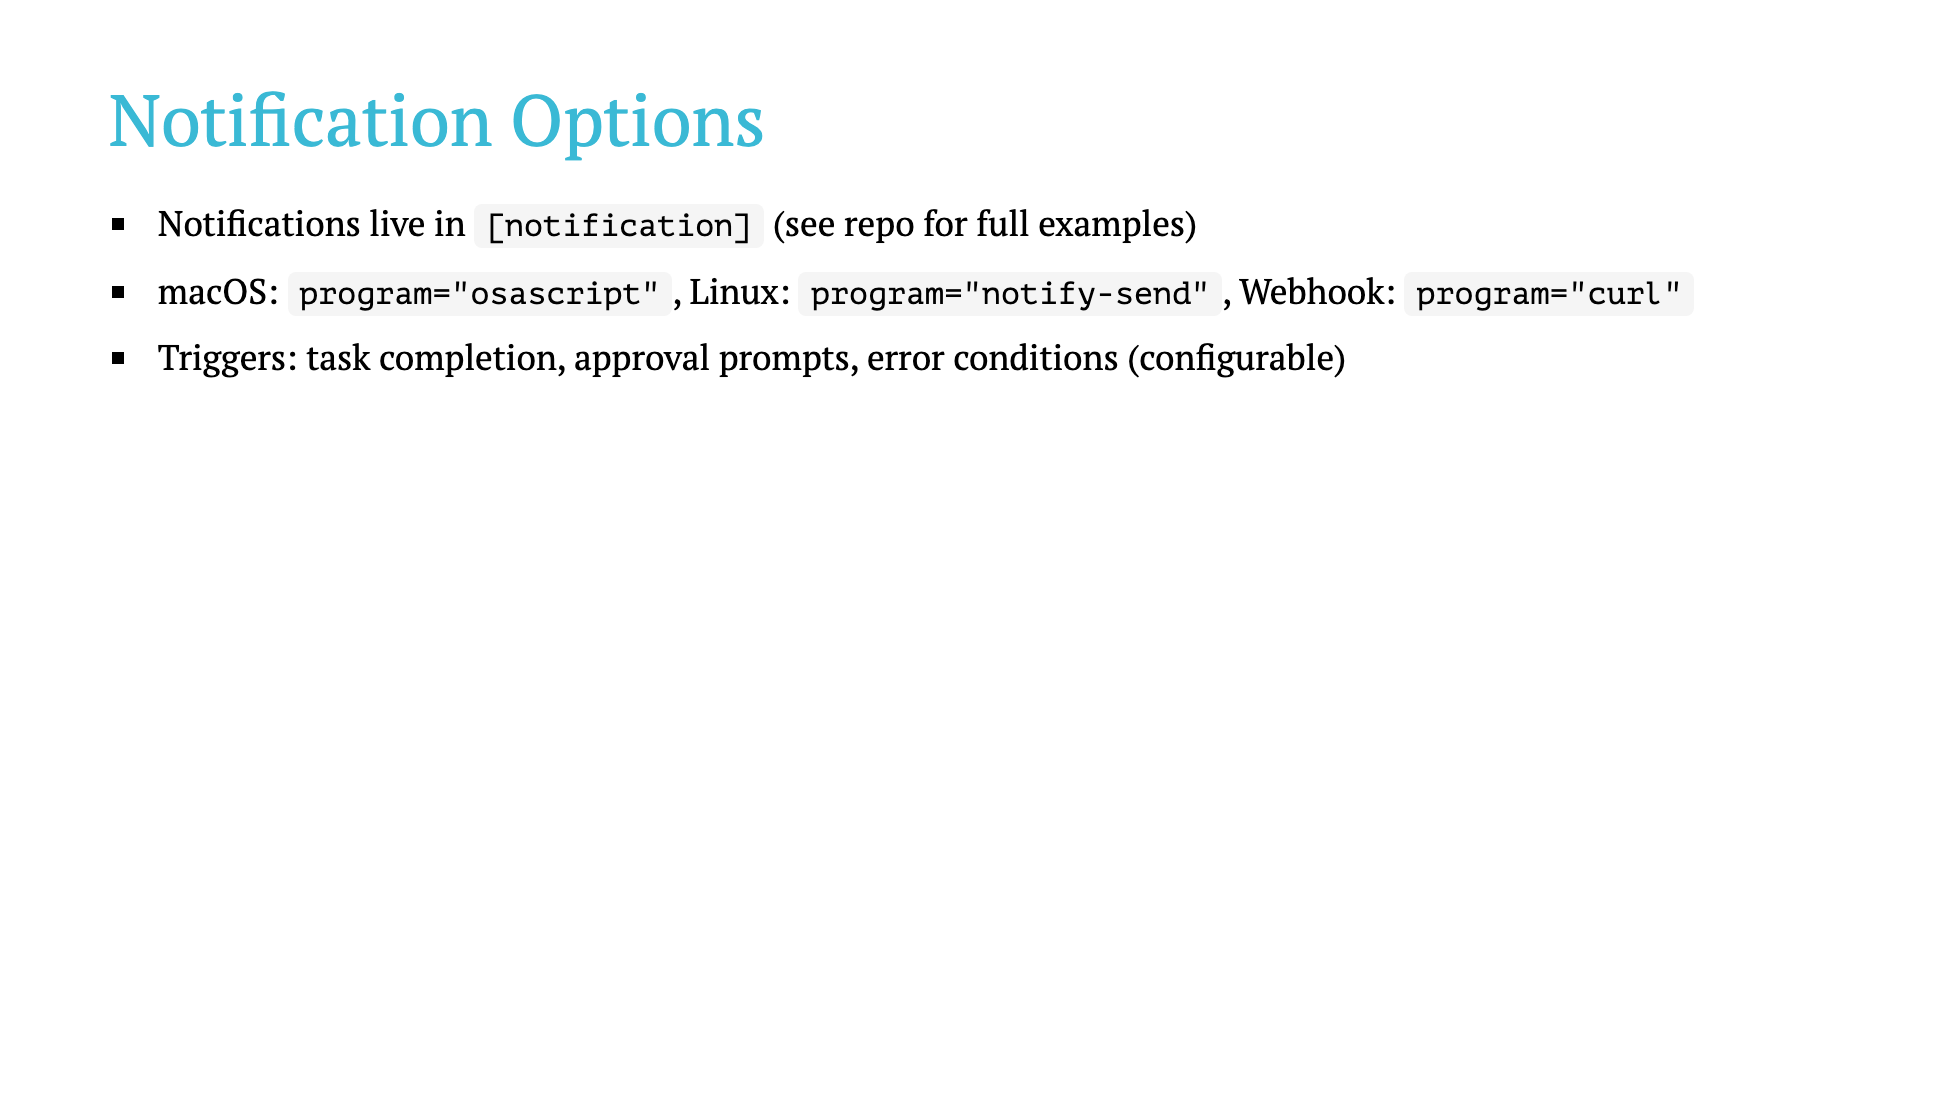 Notification Options
Notifications live in [notification] (see repo for full examples)
macOS: program="osascript" , Linux: program="notify-send" , Webhook: program="curl"
Triggers: task completion, approval prompts, error conditions (configurable)